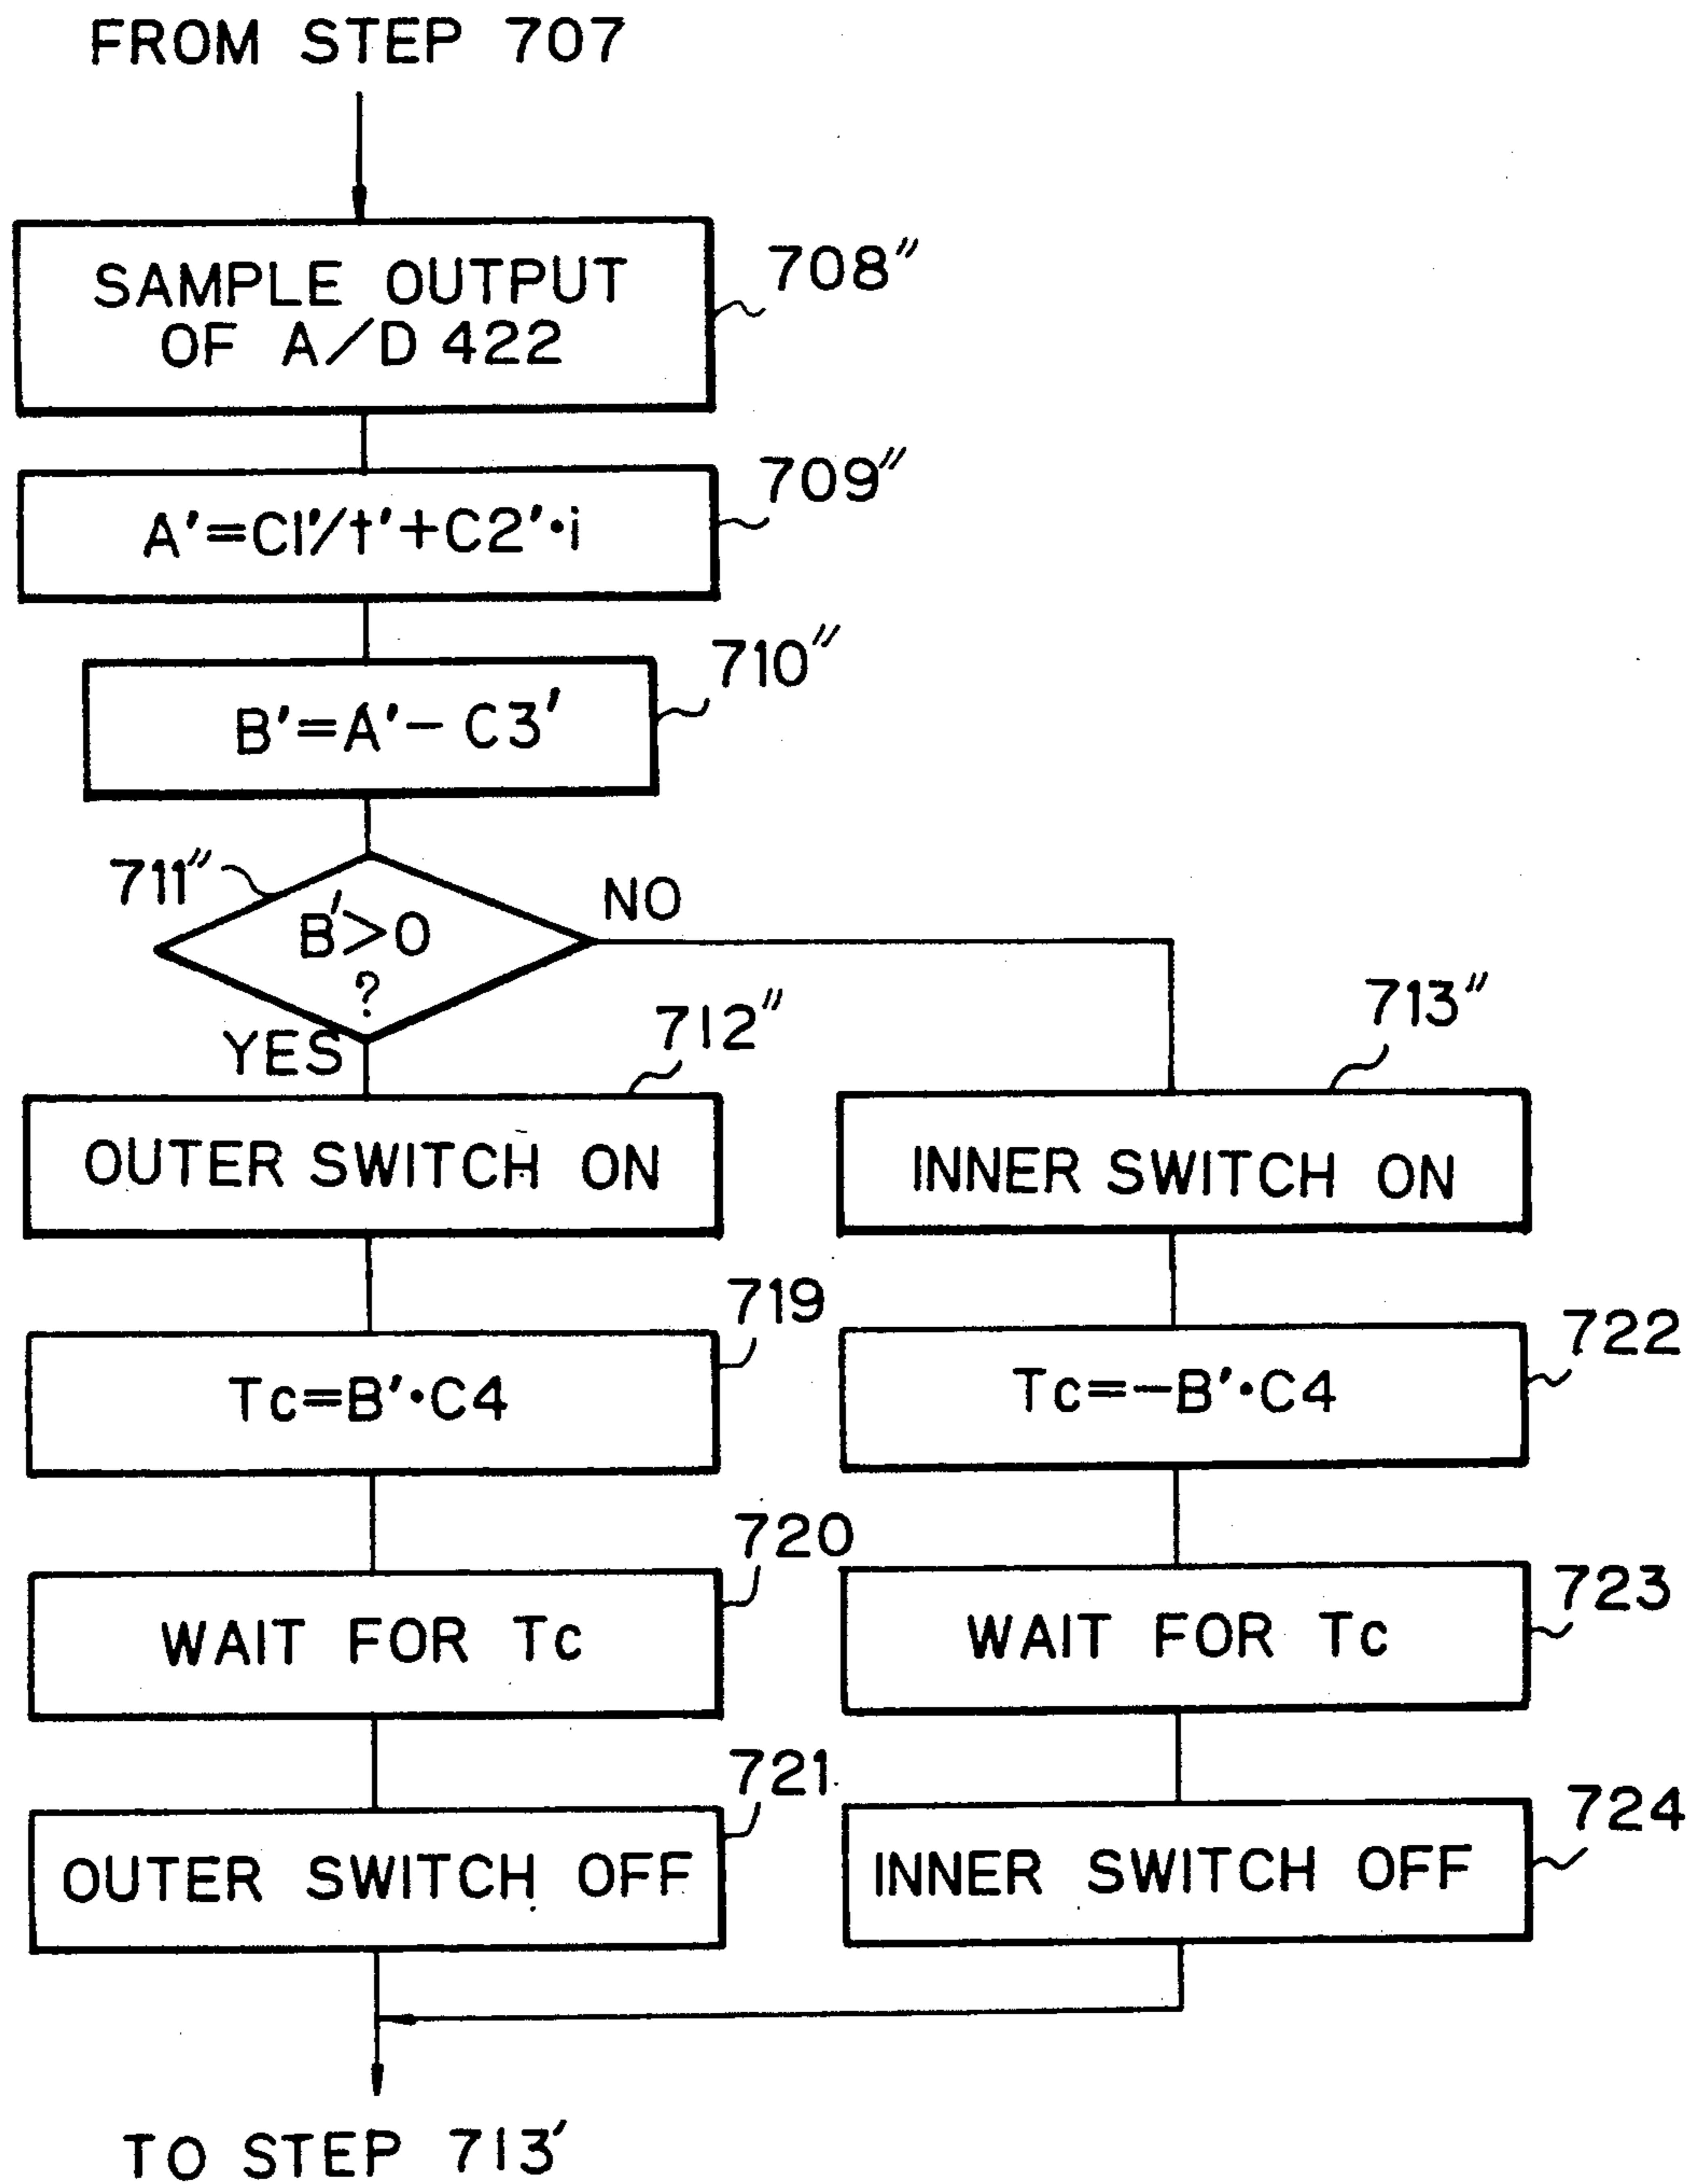 FROM STEP 707
SAMPLE OUTPUT
OF A/D 422
708"
A'=C1'/t'+C2'·i
709"
B'=A'- C3'
710"
711"
B'>0
?
NO
YES
712"
OUTER SWITCH ON
713"
INNER SWITCH ON
719
Tc=B'·C4
722
Tc=-B'·C4
720
WAIT FOR Tc
723
WAIT FOR Tc
721
OUTER SWITCH OFF
724
INNER SWITCH OFF
TO STEP 713'